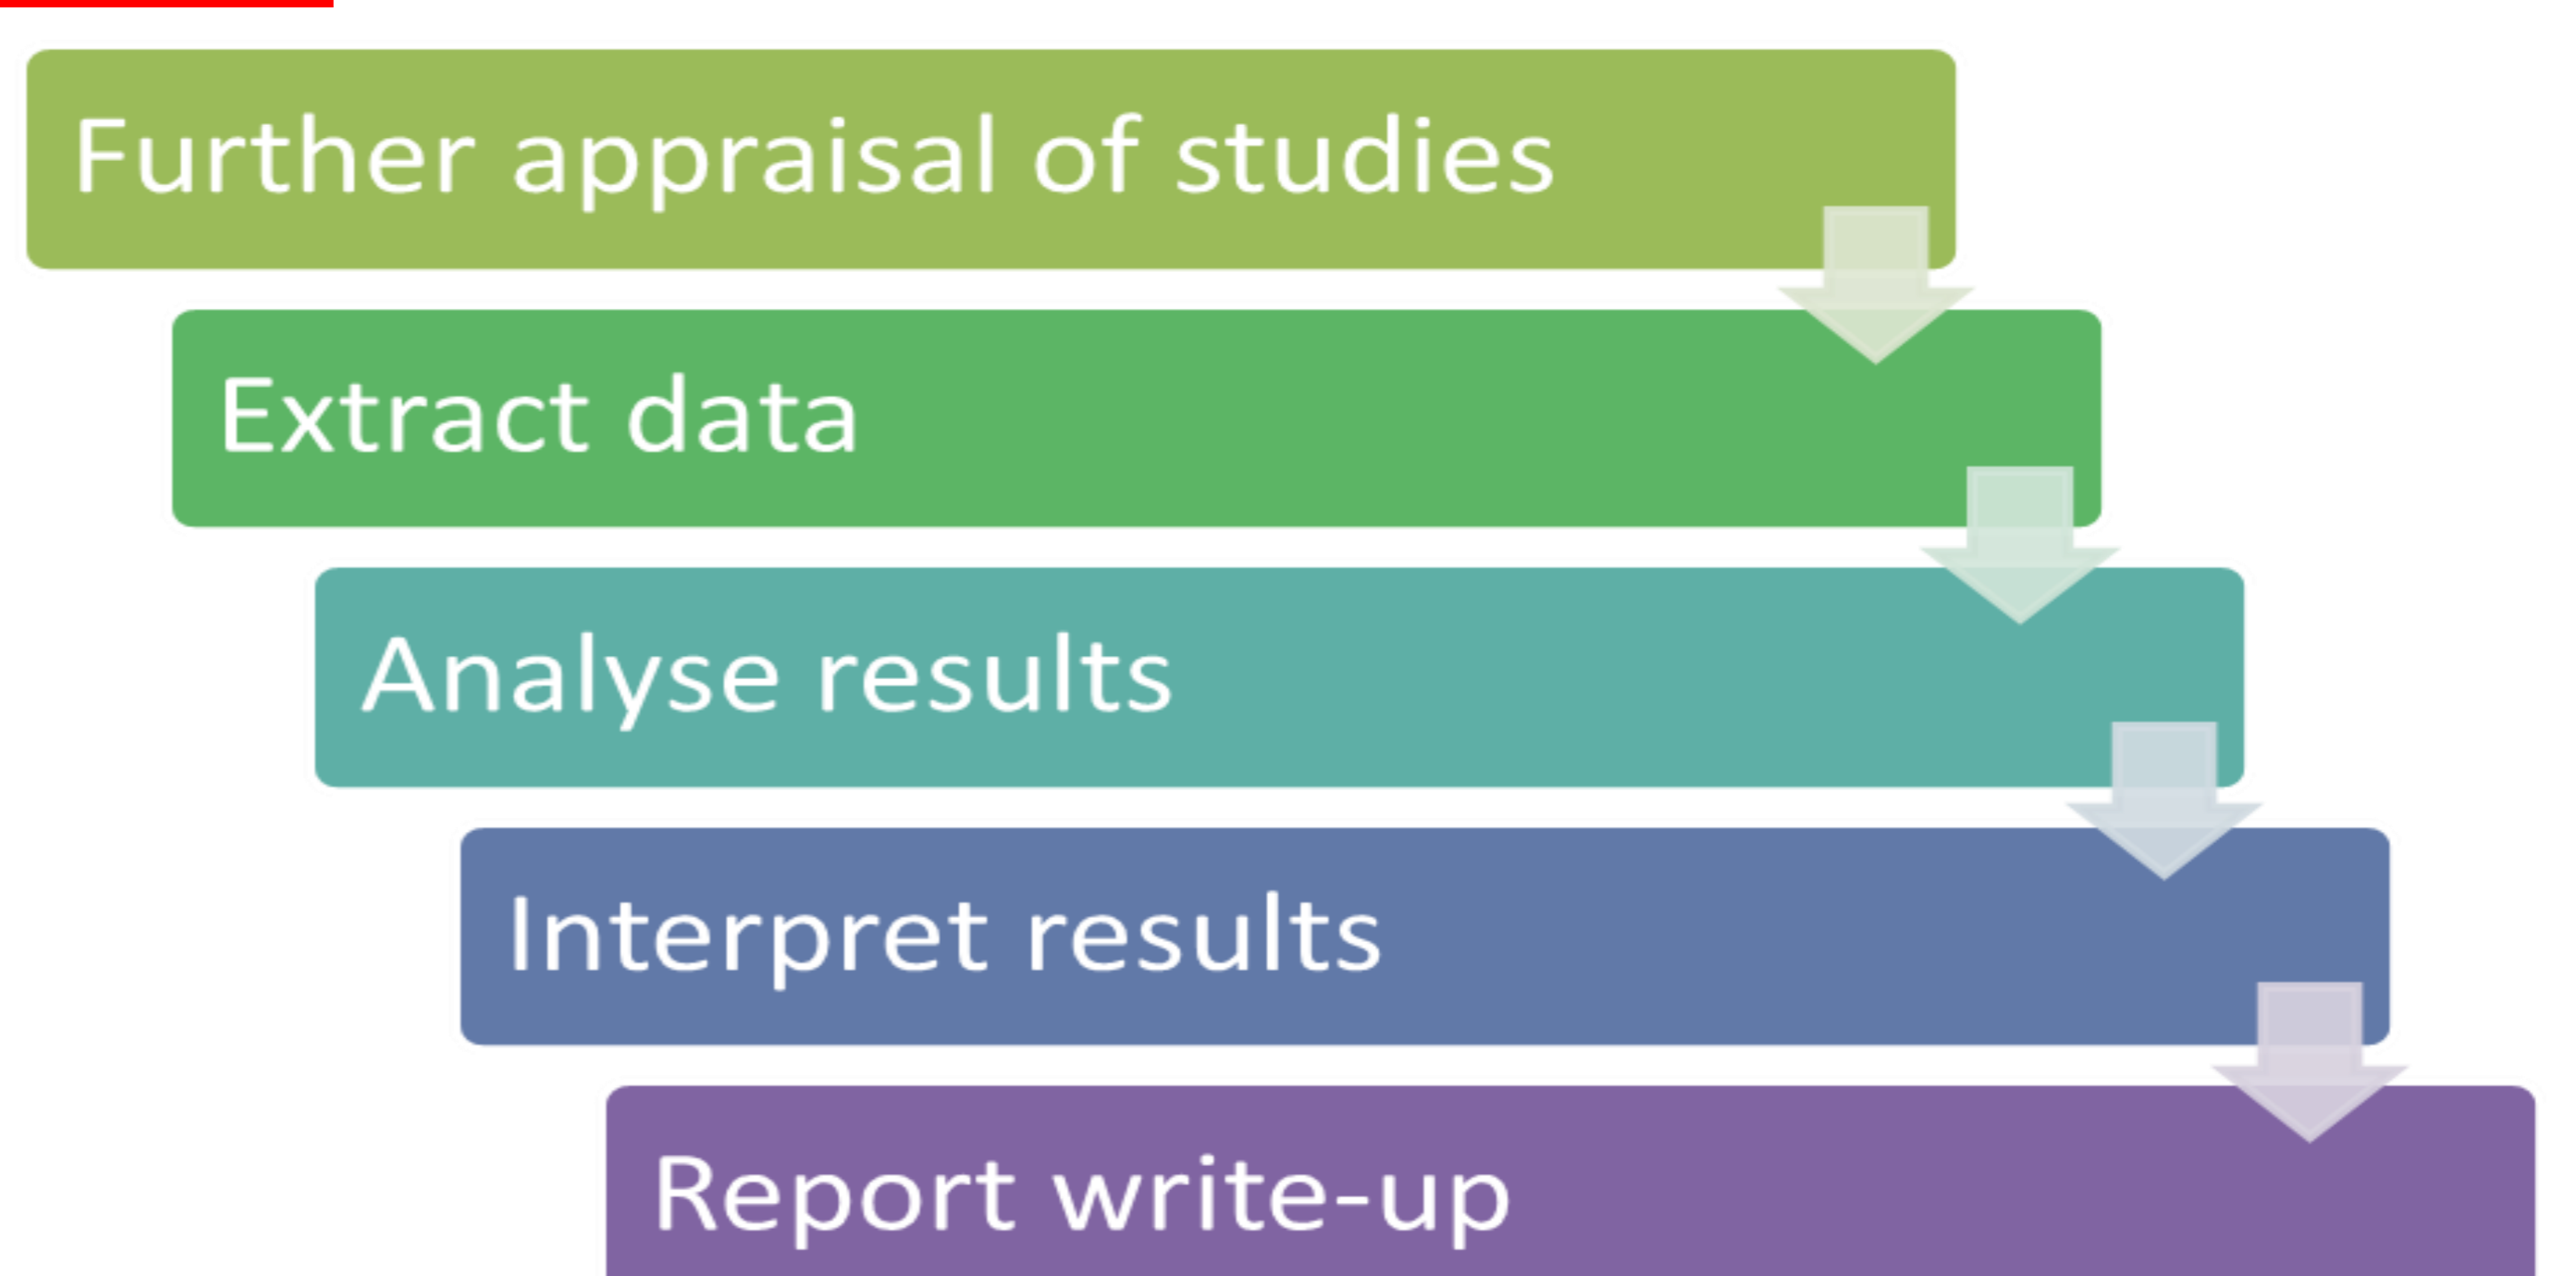 Further appraisal of studies
Extract data
Analyse results
Interpret results
Report write-up